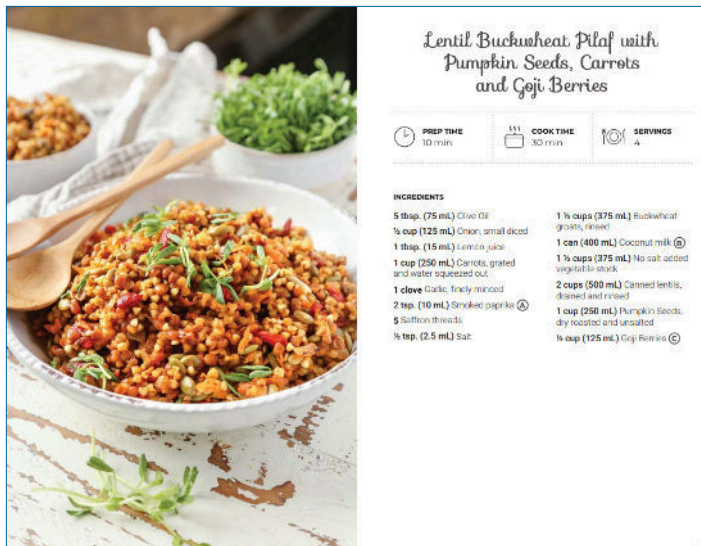 Lentil Buckwheat Pilaf with
Pumpkin Seeds, Carrots
and Goji Berries
PREP TIME
10 min
COOK TIME
30 min
SERVINGS
4
INGREDIENTS
5 tbsp. (75 mL) Olive Oil
½ cup (125 mL) Onion, small diced
1 tbsp. (15 mL) Lemon juice
1 cup (250 mL) Carrots, grated
and water squeezed out
1 clove Garlic, finely minced
2 tsp. (10 mL) Smoked paprika Ⓐ
5 Saffron threads
½ tsp. (2.5 mL) Salt
1 ½ cups (375 mL) Buckwheat
groats, rinsed
1 can (400 mL) Coconut milk Ⓑ
1 ½ cups (375 mL) No salt added
vegetable stock
2 cups (500 mL) Canned lentils,
drained and rinsed
1 cup (250 mL) Pumpkin Seeds,
dry roasted and unsalted
½ cup (125 mL) Goji Berries Ⓒ